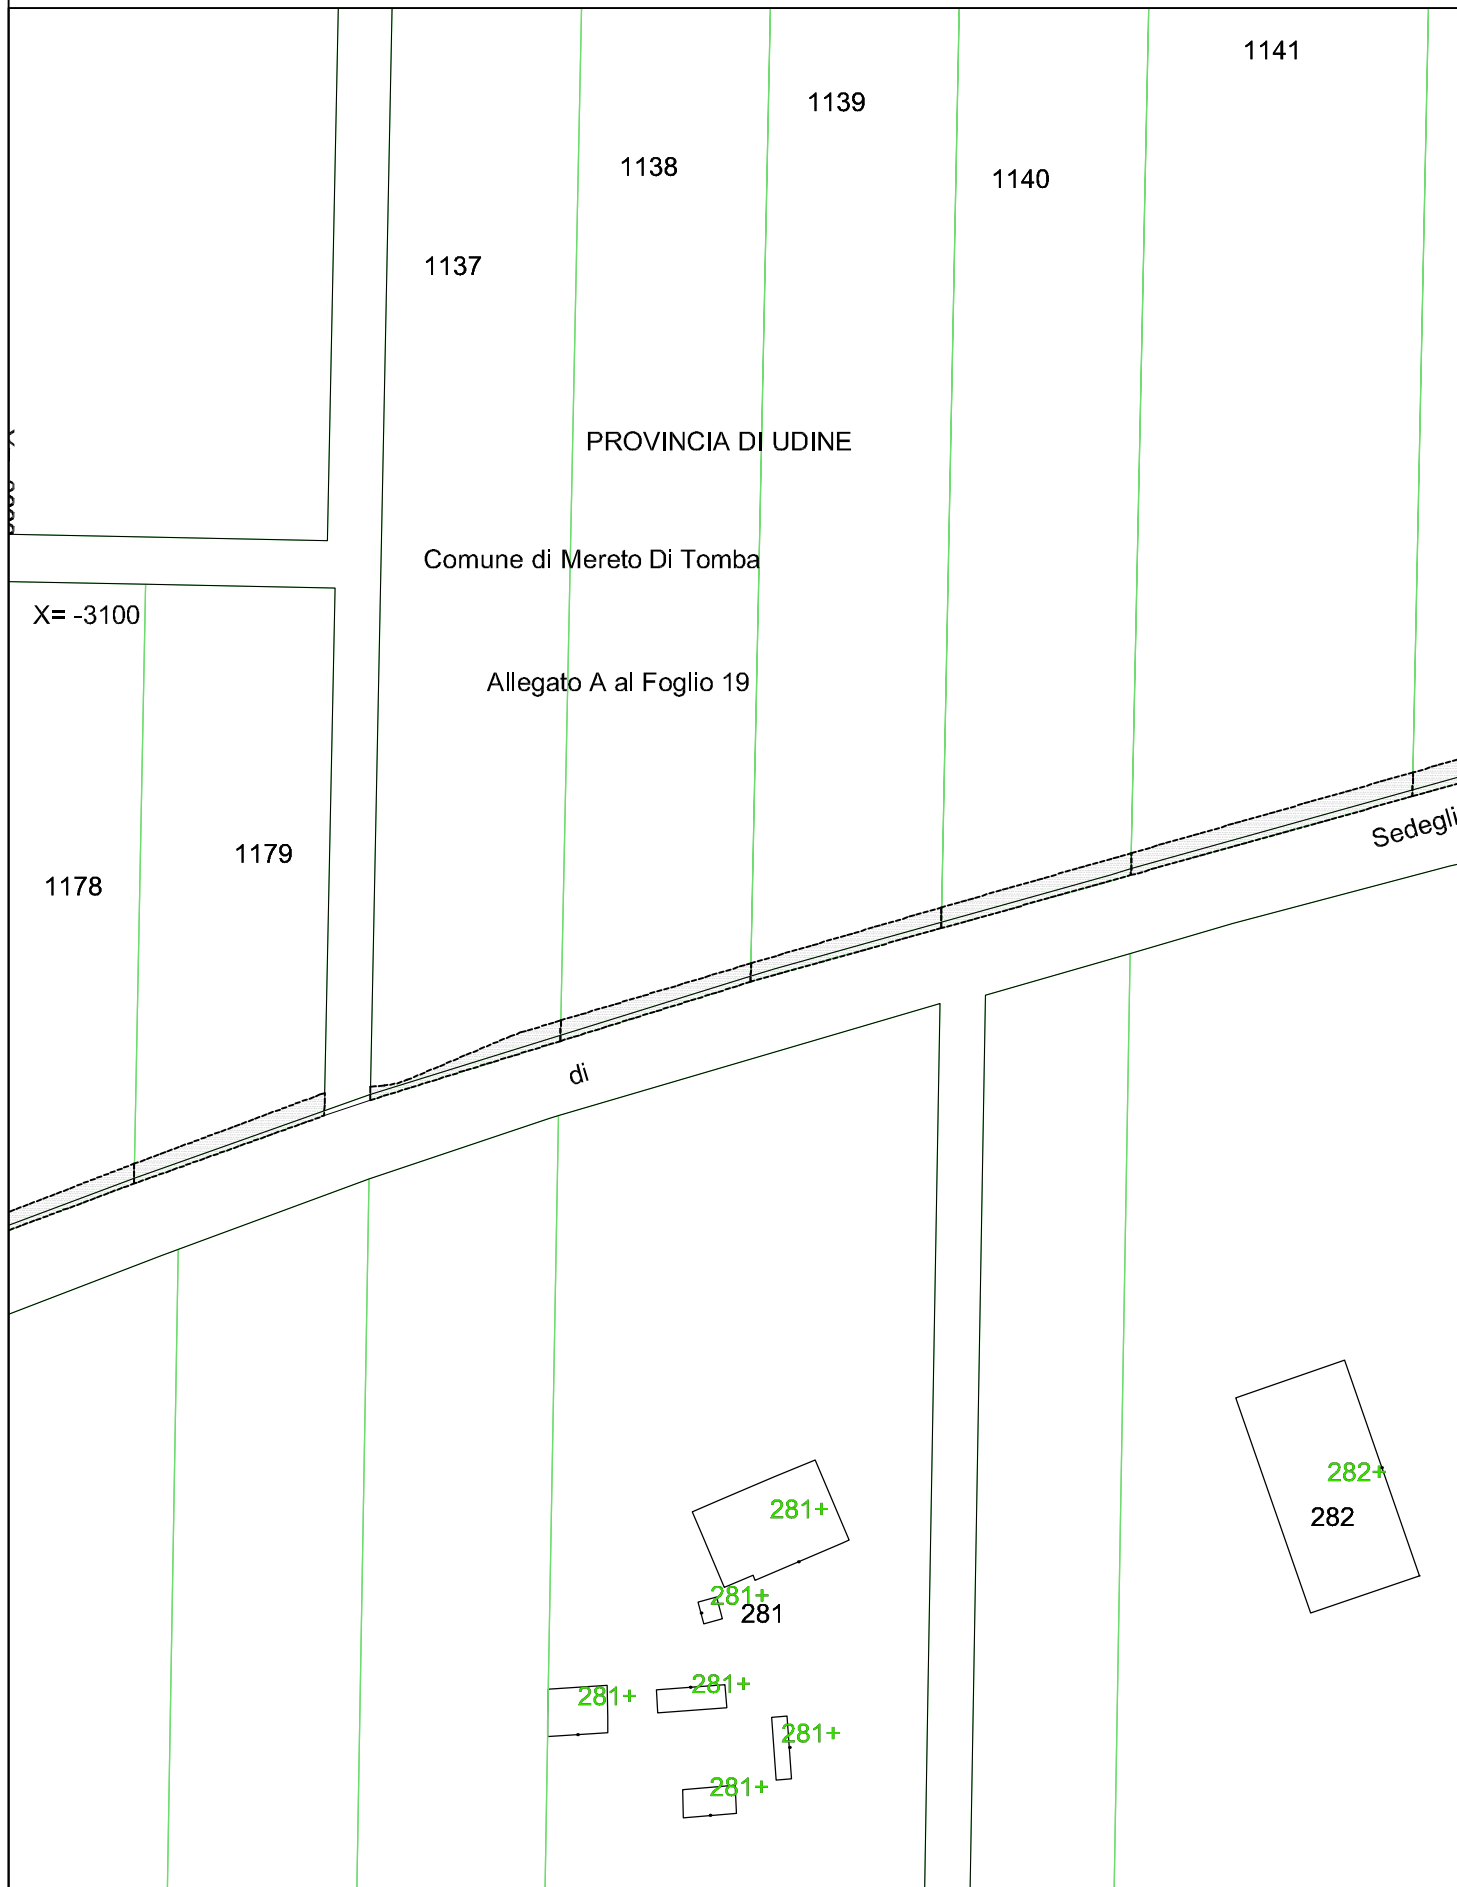 1141
1139
1138
1140
1137
PROVINCIA DI UDINE
Comune di Mereto Di Tomba
X= -3100
Allegato A al Foglio 19
Sedegli
1179
1178
di
282+
281+
282
281+
281
281+
281+
281+
281+